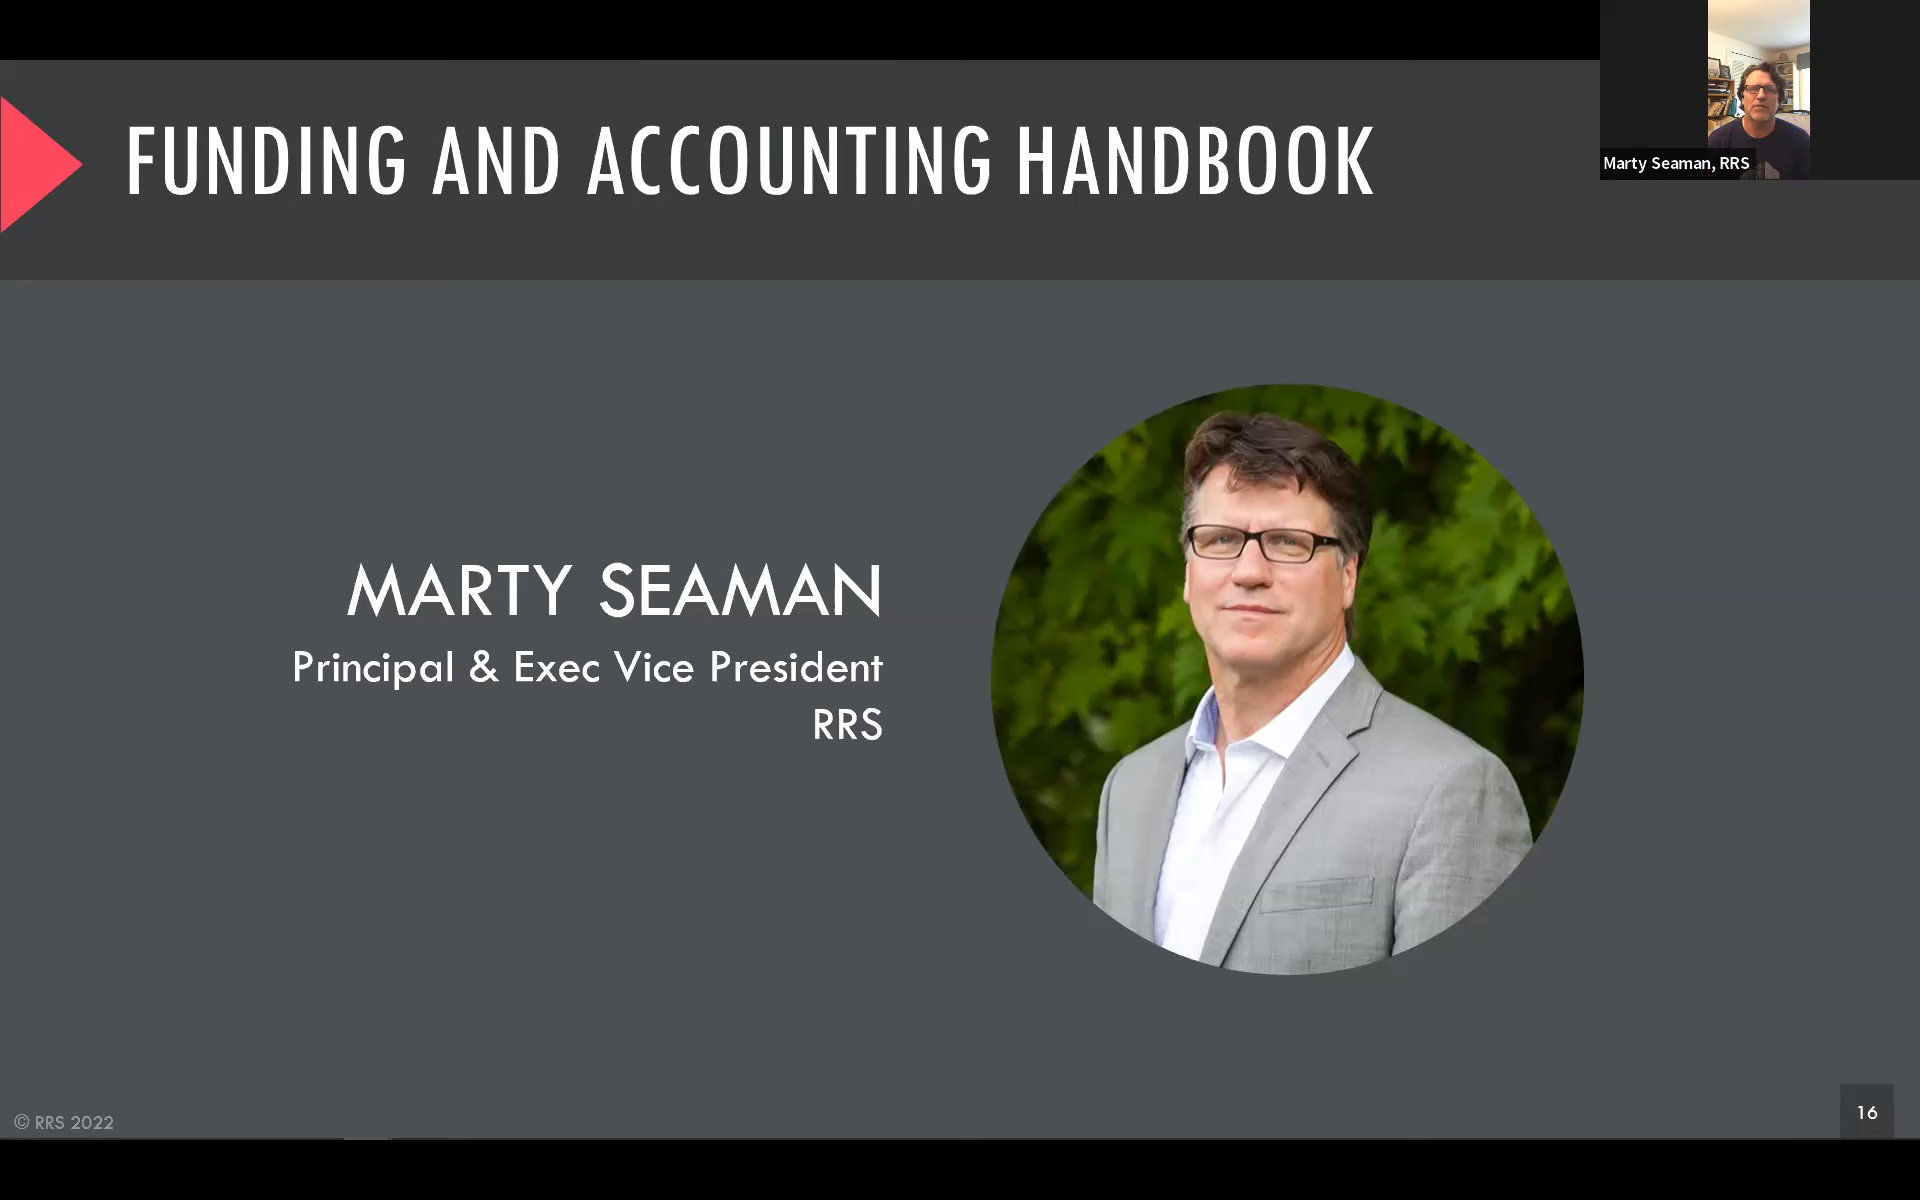 FUNDING AND ACCOUNTING HANDBOOK
Marty Seaman, RRS
MARTY SEAMAN
Principal & Exec Vice President
RRS
© RRS 2022
16